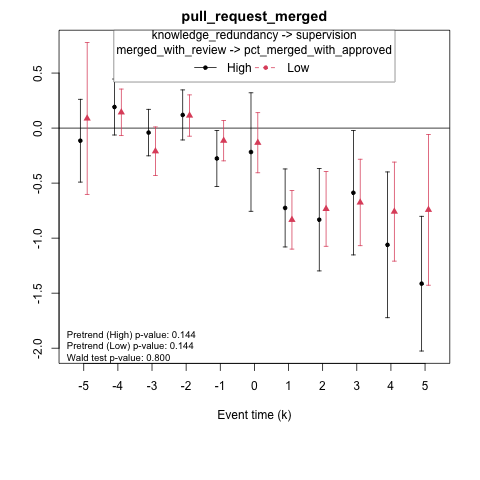 pull_request_merged
knowledge_redundancy -> supervision
merged_with_review -> pct_merged_with_approved
High Low
0.5
0.0
-0.5
-1.0
-1.5
-2.0
Pretrend (High) p-value: 0.144
Pretrend (Low) p-value: 0.144
Wald test p-value: 0.800
-5 -4 -3 -2 -1 0 1 2 3 4 5
Event time (k)